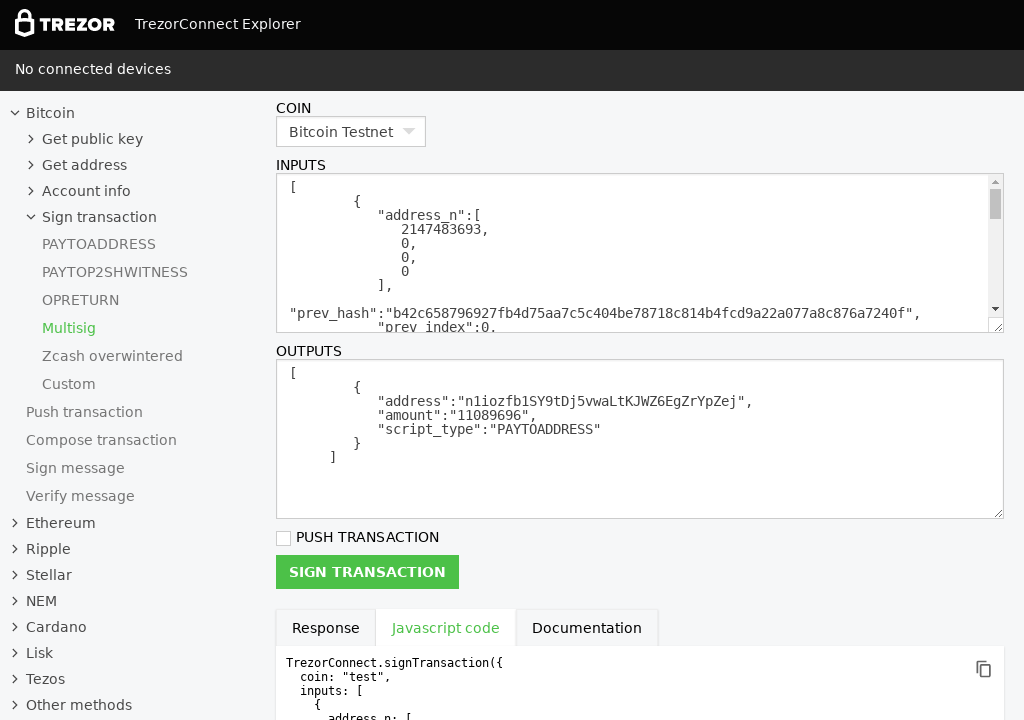 TREZOR TrezorConnect Explorer
No connected devices
Bitcoin
Get public key
Get address
Account info
Sign transaction
PAYTOADDRESS
PAYTOP2SHWITNESS
OPRETURN
Multisig
Zcash overwintered
Custom
Push transaction
Compose transaction
Sign message
Verify message
Ethereum
Ripple
Stellar
NEM
Cardano
Lisk
Tezos
Other methods
COIN
Bitcoin Testnet
INPUTS
[
{
"address_n":[
2147483693,
0,
0,
0
],
"prev_hash":"b42c658796927fb4d75aa7c5c404be78718c814b4fcd9a22a077a8c876a7240f",
"prev_index":0,
OUTPUTS
[
{
"address":"n1iozfb1SY9tDj5vwaLtKJWZ6EgZrYpZej",
"amount":"11089696",
"script_type":"PAYTOADDRESS"
}
]
PUSH TRANSACTION
SIGN TRANSACTION
Response Javascript code Documentation
TrezorConnect.signTransaction({
coin: "test",
inputs: [
{
address_n: [